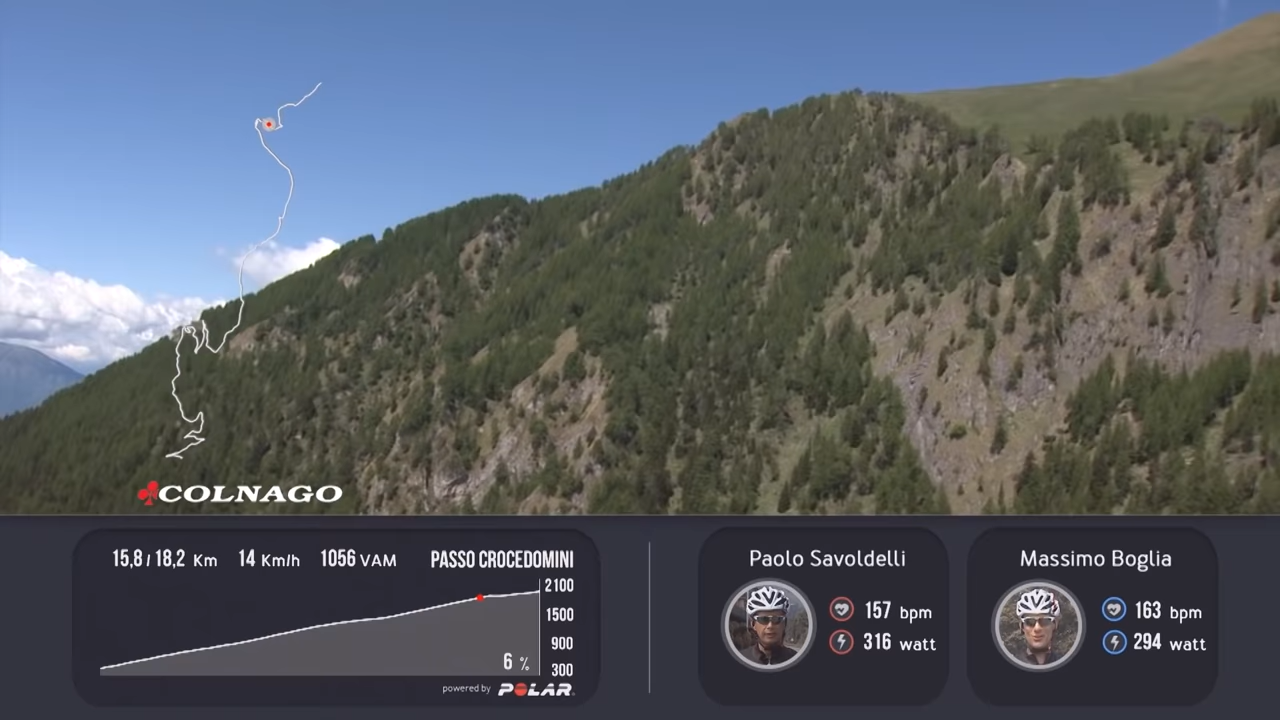 COLNAGO
15,8 / 18,2 Km 14 Km/h 1056 VAM PASSO CROCEDOMINI
2100
1500
900
300
6 %
powered by POLAR
Paolo Savoldelli
157 bpm
316 watt
Massimo Boglia
163 bpm
294 watt